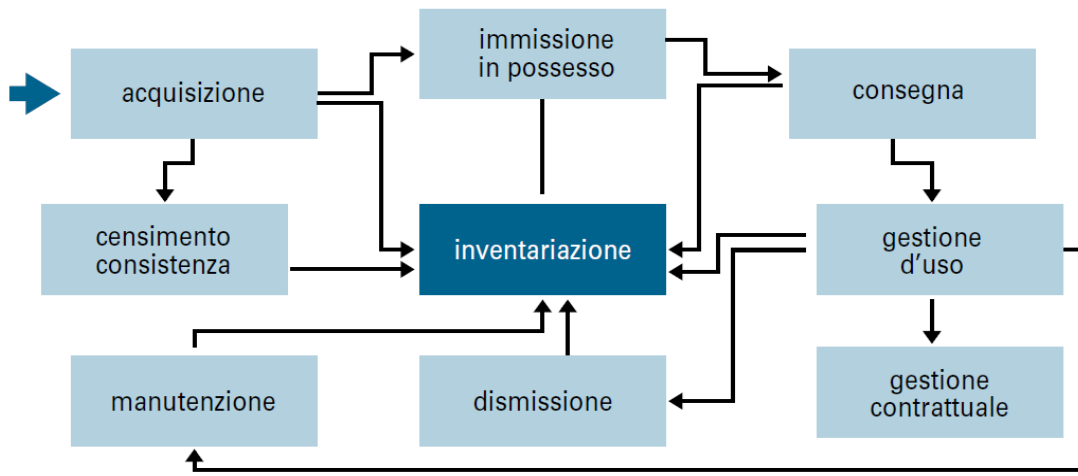 acquisizione
immissione
in possesso
consegna
censimento
consistenza
inventariazione
gestione
d'uso
manutenzione
dismissione
gestione
contrattuale